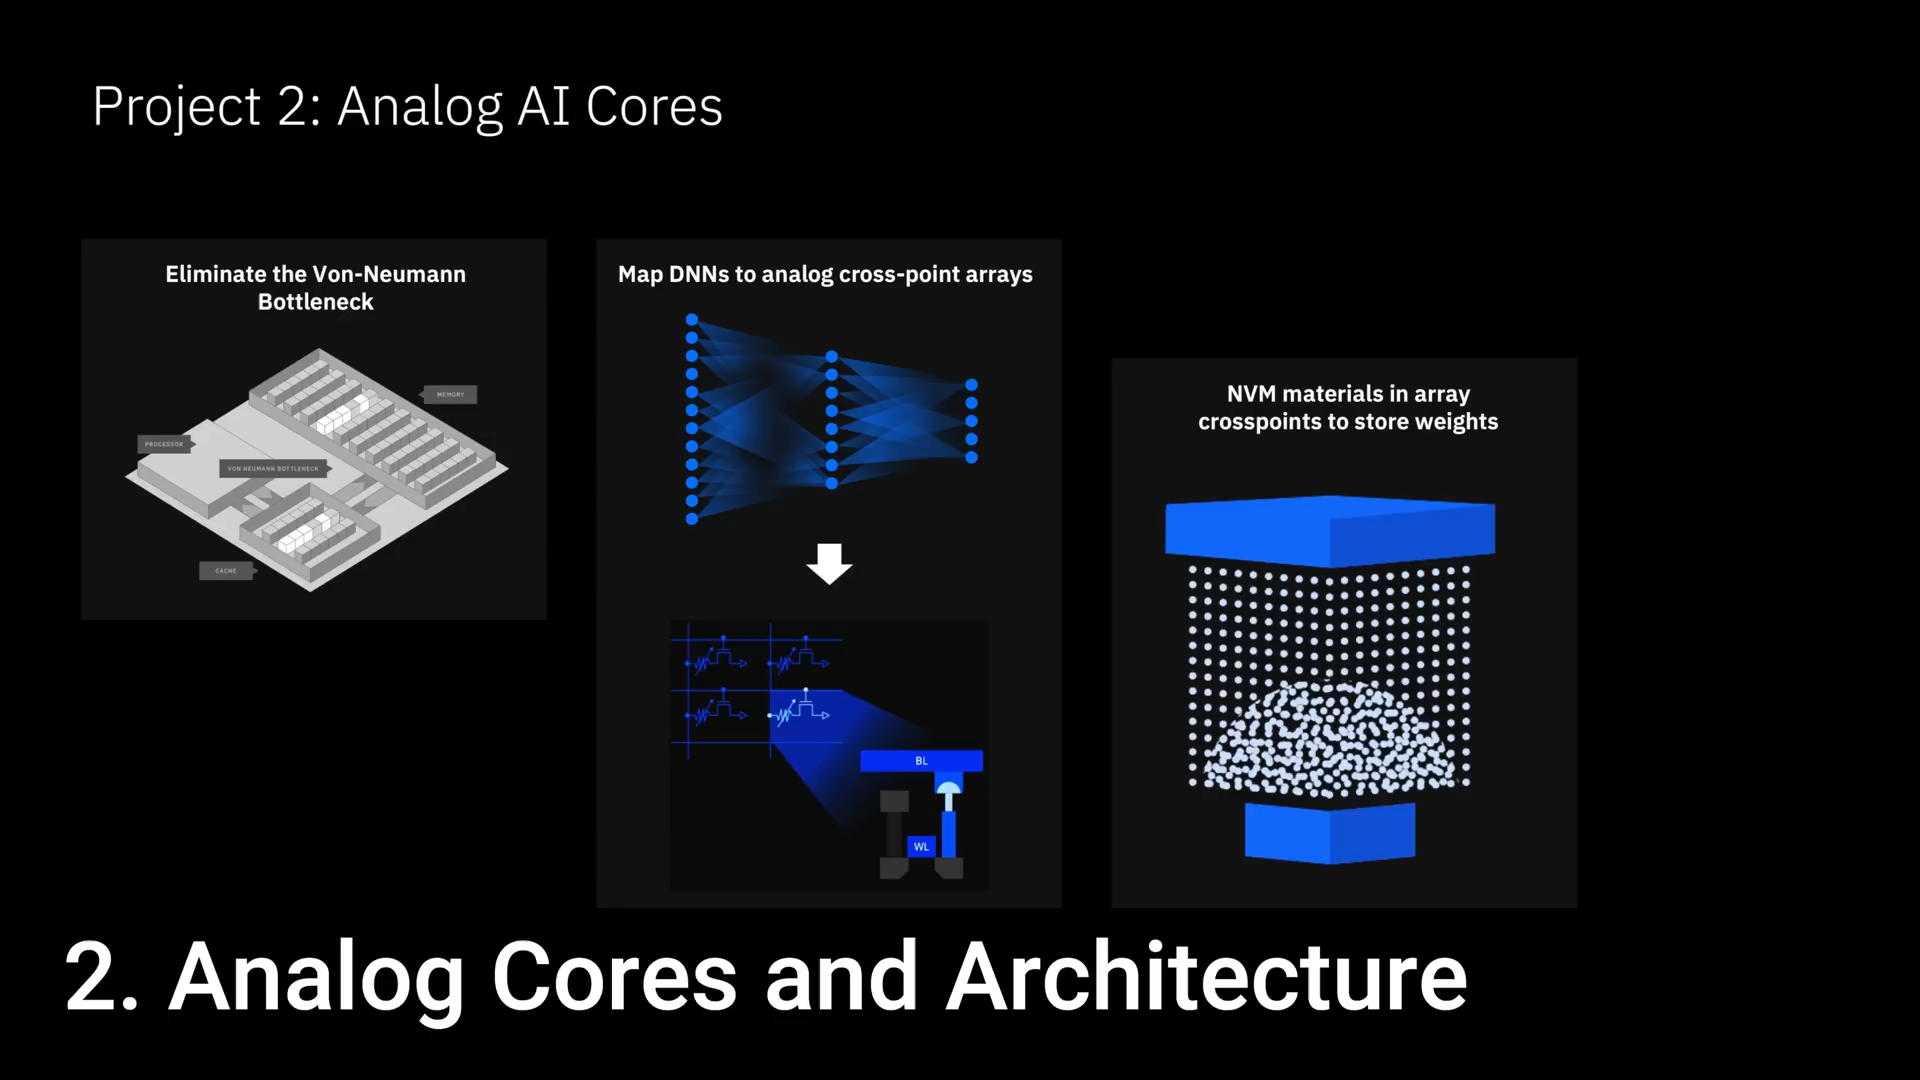 Project 2: Analog AI Cores
Eliminate the Von-Neumann
Bottleneck
MEMORY
PROCESSOR
VON NEUMANN BOTTLENECK
CACHE
Map DNNs to analog cross-point arrays
BL
WL
NVM materials in array
crosspoints to store weights
2. Analog Cores and Architecture